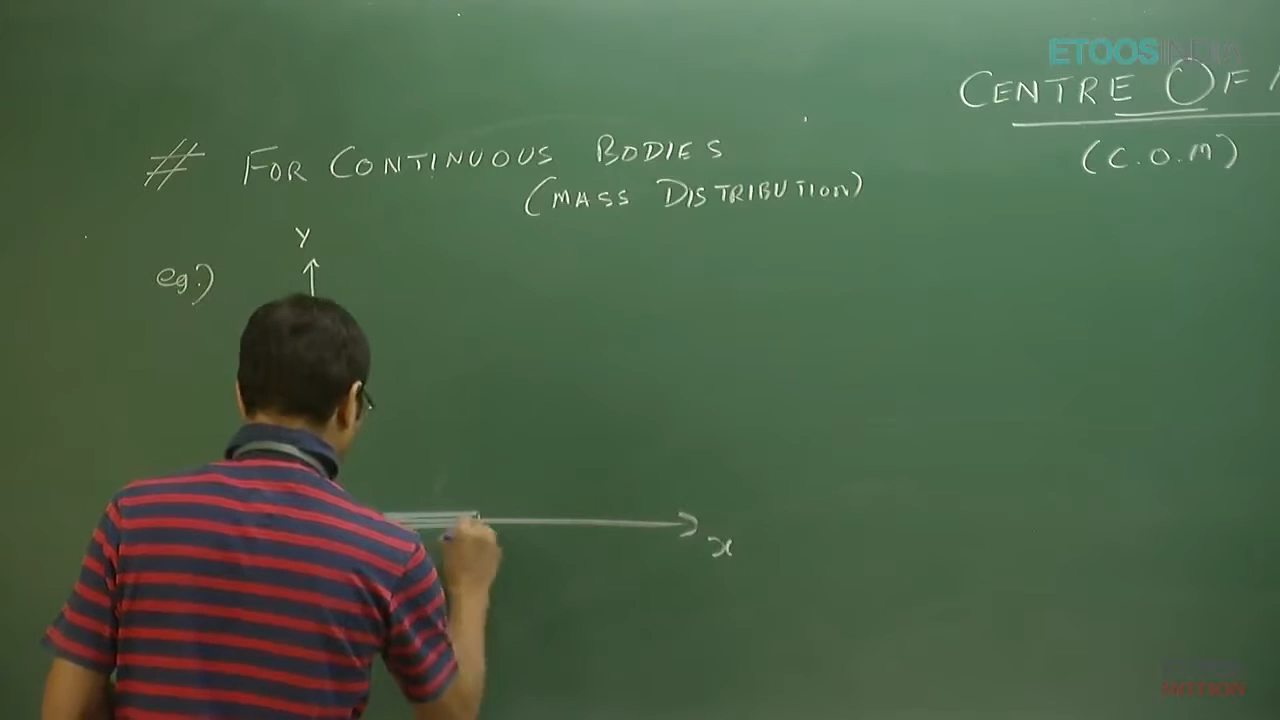 ETOOSINDIA
CENTRE OF
(C.O.M)
# FOR CONTINUOUS BODIES
(MASS DISTRIBUTION)
eg:)
Y
x